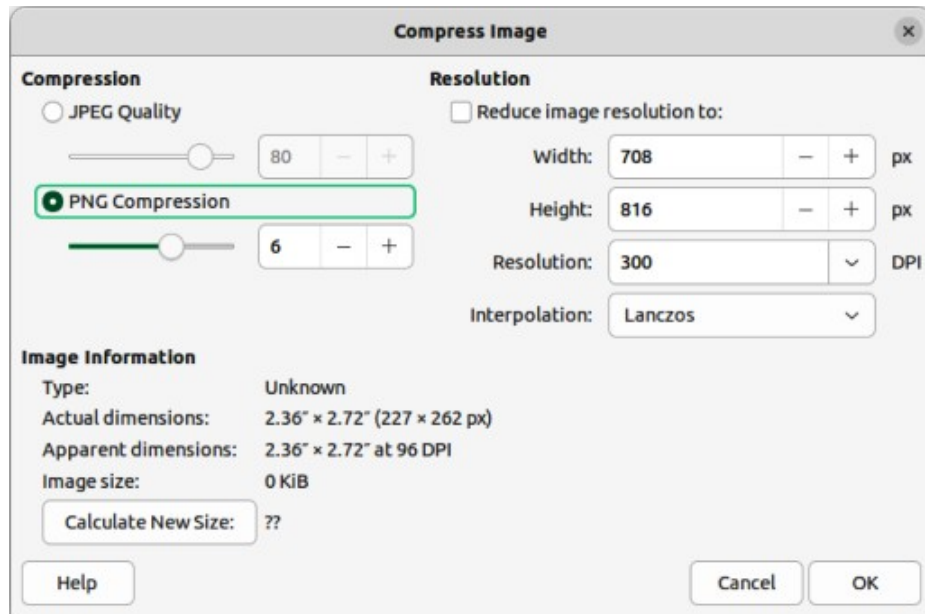 Compress Image
Compression
JPEG Quality
80
PNG Compression
6
Resolution
Reduce image resolution to:
Width: 708 px
Height: 816 px
Resolution: 300 DPI
Interpolation: Lanczos
Image Information
Type: Unknown
Actual dimensions: 2.36″ × 2.72″ (227 × 262 px)
Apparent dimensions: 2.36″ × 2.72″ at 96 DPI
Image size: 0 KiB
Calculate New Size: ??
Help Cancel OK